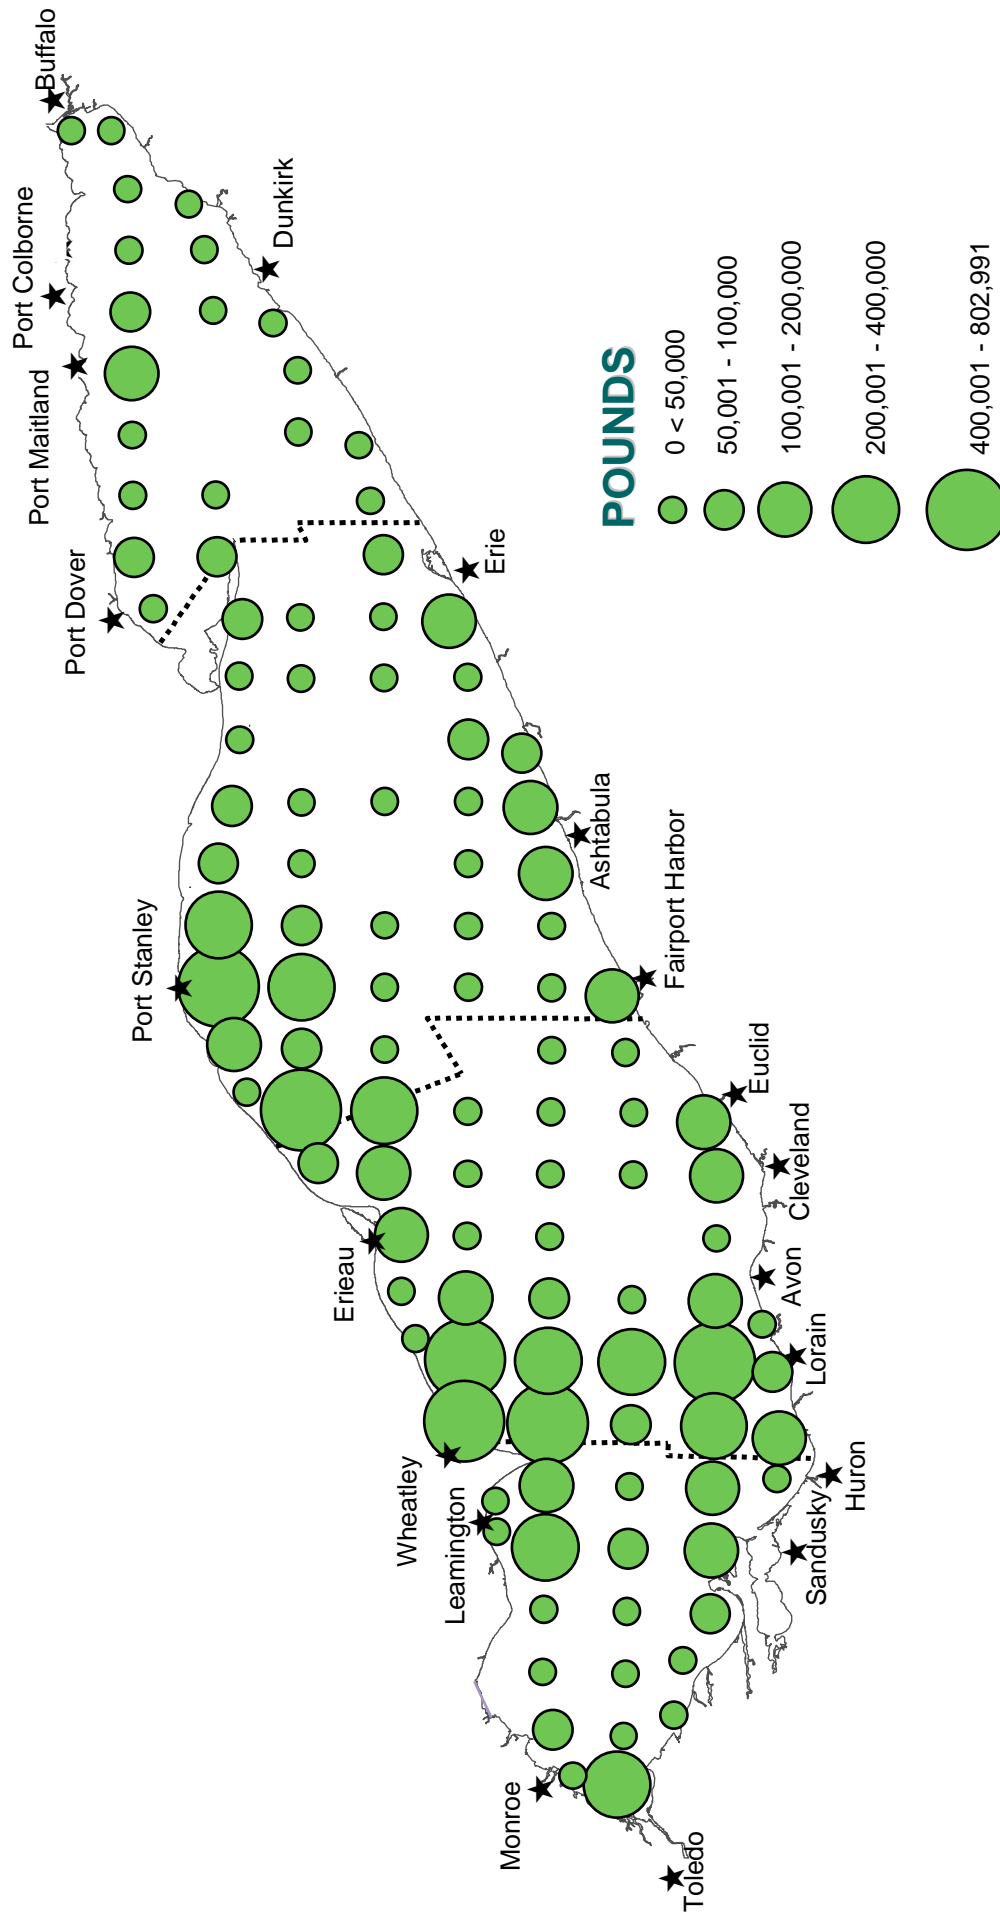 Buffalo
Port Colborne
Dunkirk
Port Maitland
Port Dover
Erie
Port Stanley
Ashtabula
Fairport Harbor
Euclid
Cleveland
Erieau
Avon
Lorain
Wheatley
Leamington
Huron
Sandusky
Monroe
Toledo
POUNDS
0 < 50,000
50,001 - 100,000
100,001 - 200,000
200,001 - 400,000
400,001 - 802,991